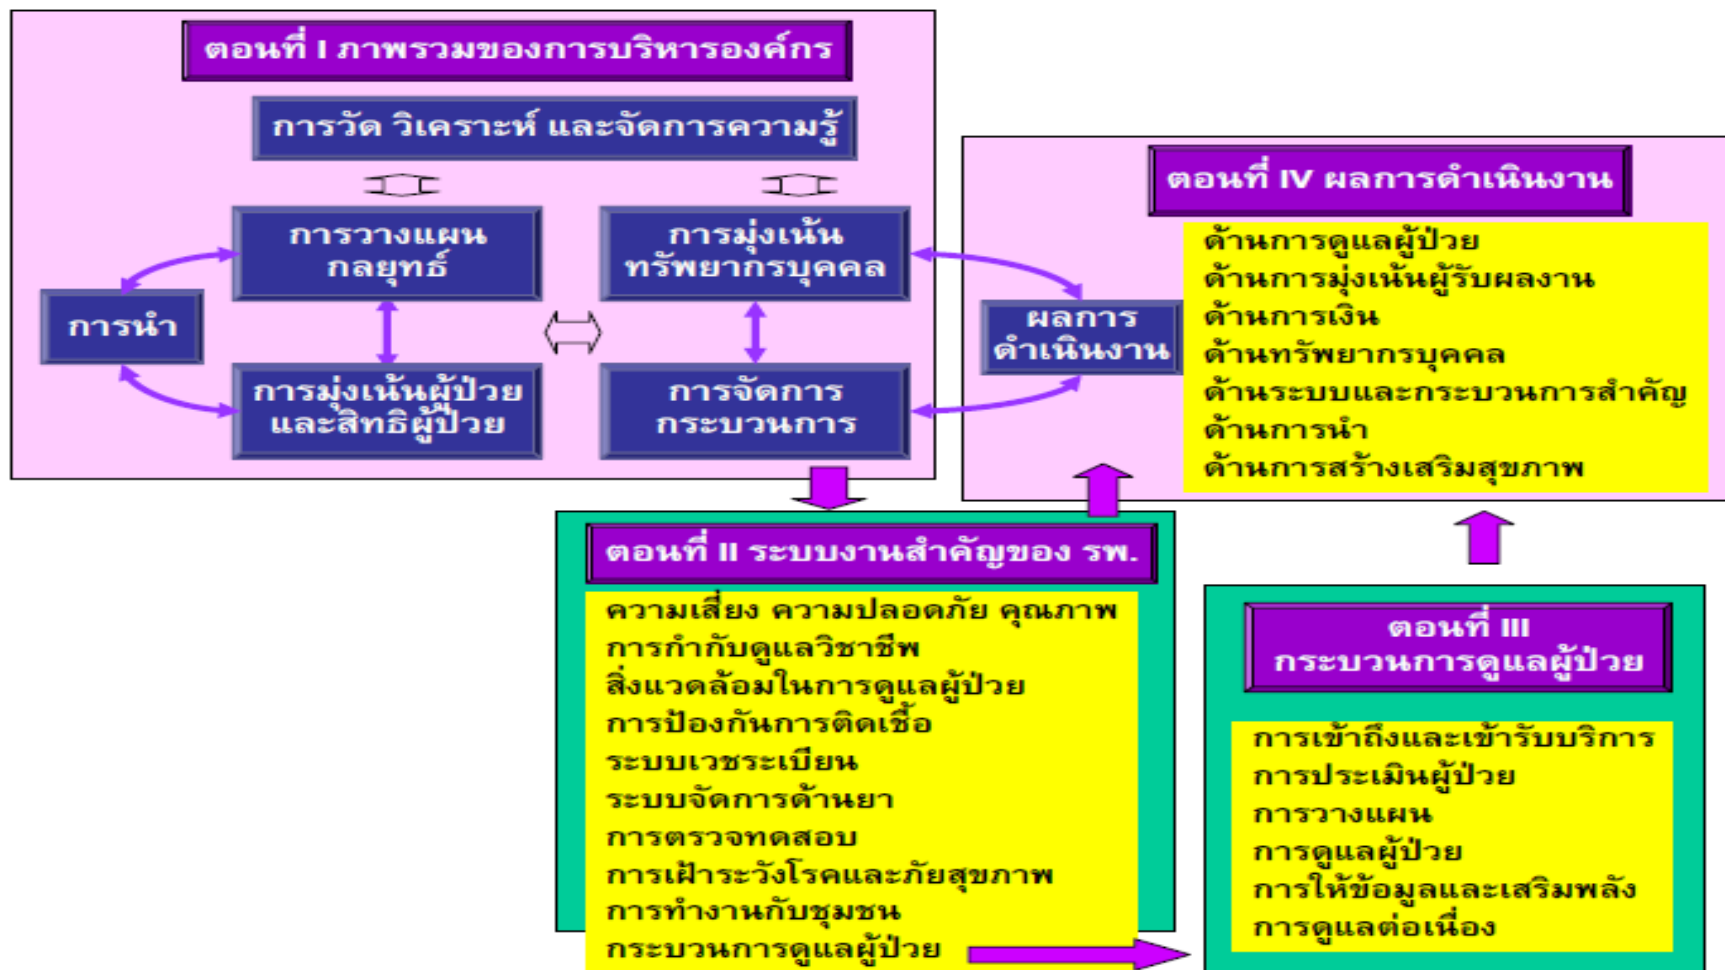 ตอนที่ I ภาพรวมของการบริหารองค์กร
การวัด วิเคราะห์ และจัดการความรู้
การวางแผน
กลยุทธ์
การมุ่งเน้น
ทรัพยากรบุคคล
การนำ
การมุ่งเน้นผู้ป่วย
และสิทธิผู้ป่วย
การจัดการ
กระบวนการ
ตอนที่ IV ผลการดำเนินงาน
ผลการ
ดำเนินงาน
ด้านการดูแลผู้ป่วย
ด้านการมุ่งเน้นผู้รับผลงาน
ด้านการเงิน
ด้านทรัพยากรบุคคล
ด้านระบบและกระบวนการสำคัญ
ด้านการนำ
ด้านการสร้างเสริมสุขภาพ
ตอนที่ II ระบบงานสำคัญของ รพ.
ความเสี่ยง ความปลอดภัย คุณภาพ
การกำกับดูแลวิชาชีพ
สิ่งแวดล้อมในการดูแลผู้ป่วย
การป้องกันการติดเชื้อ
ระบบเวชระเบียน
ระบบจัดการด้านยา
การตรวจทดสอบ
การเฝ้าระวังโรคและภัยสุขภาพ
การทำงานกับชุมชน
กระบวนการดูแลผู้ป่วย
ตอนที่ III
กระบวนการดูแลผู้ป่วย
การเข้าถึงและเข้ารับบริการ
การประเมินผู้ป่วย
การวางแผน
การดูแลผู้ป่วย
การให้ข้อมูลและเสริมพลัง
การดูแลต่อเนื่อง